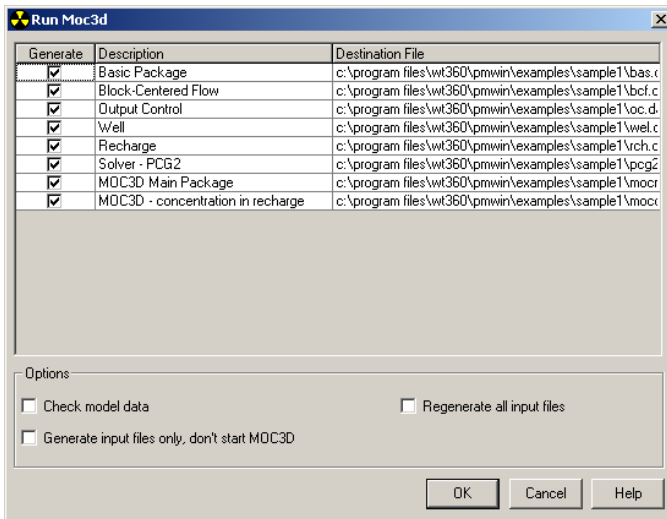 Run Moc3d
Generate Description Destination File
Basic Package c:\program files\wt360\pmwin\examples\sample1\bas.
Block-Centered Flow c:\program files\wt360\pmwin\examples\sample1\bcf.
Output Control c:\program files\wt360\pmwin\examples\sample1\oc.d
Well c:\program files\wt360\pmwin\examples\sample1\wel.
Recharge c:\program files\wt360\pmwin\examples\sample1\rch.
Solver - PCG2 c:\program files\wt360\pmwin\examples\sample1\pcg2
MOC3D Main Package c:\program files\wt360\pmwin\examples\sample1\moc
MOC3D - concentration in recharge c:\program files\wt360\pmwin\examples\sample1\moc
Options
Check model data Regenerate all input files
Generate input files only, don't start MOC3D
OK Cancel Help